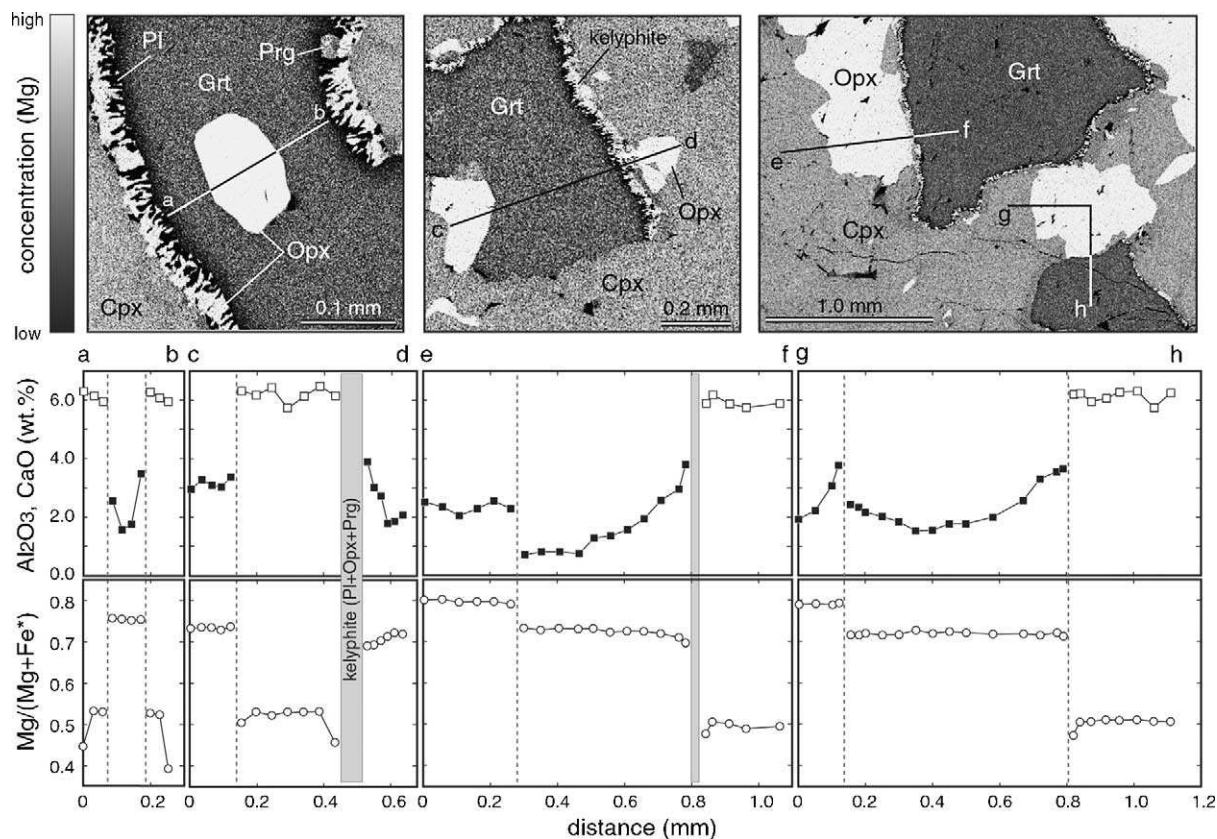 high
concentration (Mg)
low
Pl
Prg
Grt
b
a
Opx
Cpx
0.1 mm
kelyphite
Grt
d
c
Opx
Cpx
0.2 mm
Opx
Grt
f
e
g
Cpx
h
1.0 mm
a b c d e f g h
Al2O3, CaO (wt.%)
6.0
4.0
2.0
0.0
kelyphite (Pl+Opx+Prg)
Mg/(Mg+Fe*)
0.8
0.7
0.6
0.5
0.4
0 0.2 0 0.2 0.4 0.6 0 0.2 0.4 0.6 0.8 1.0 0 0.2 0.4 0.6 0.8 1.0 1.2
distance (mm)